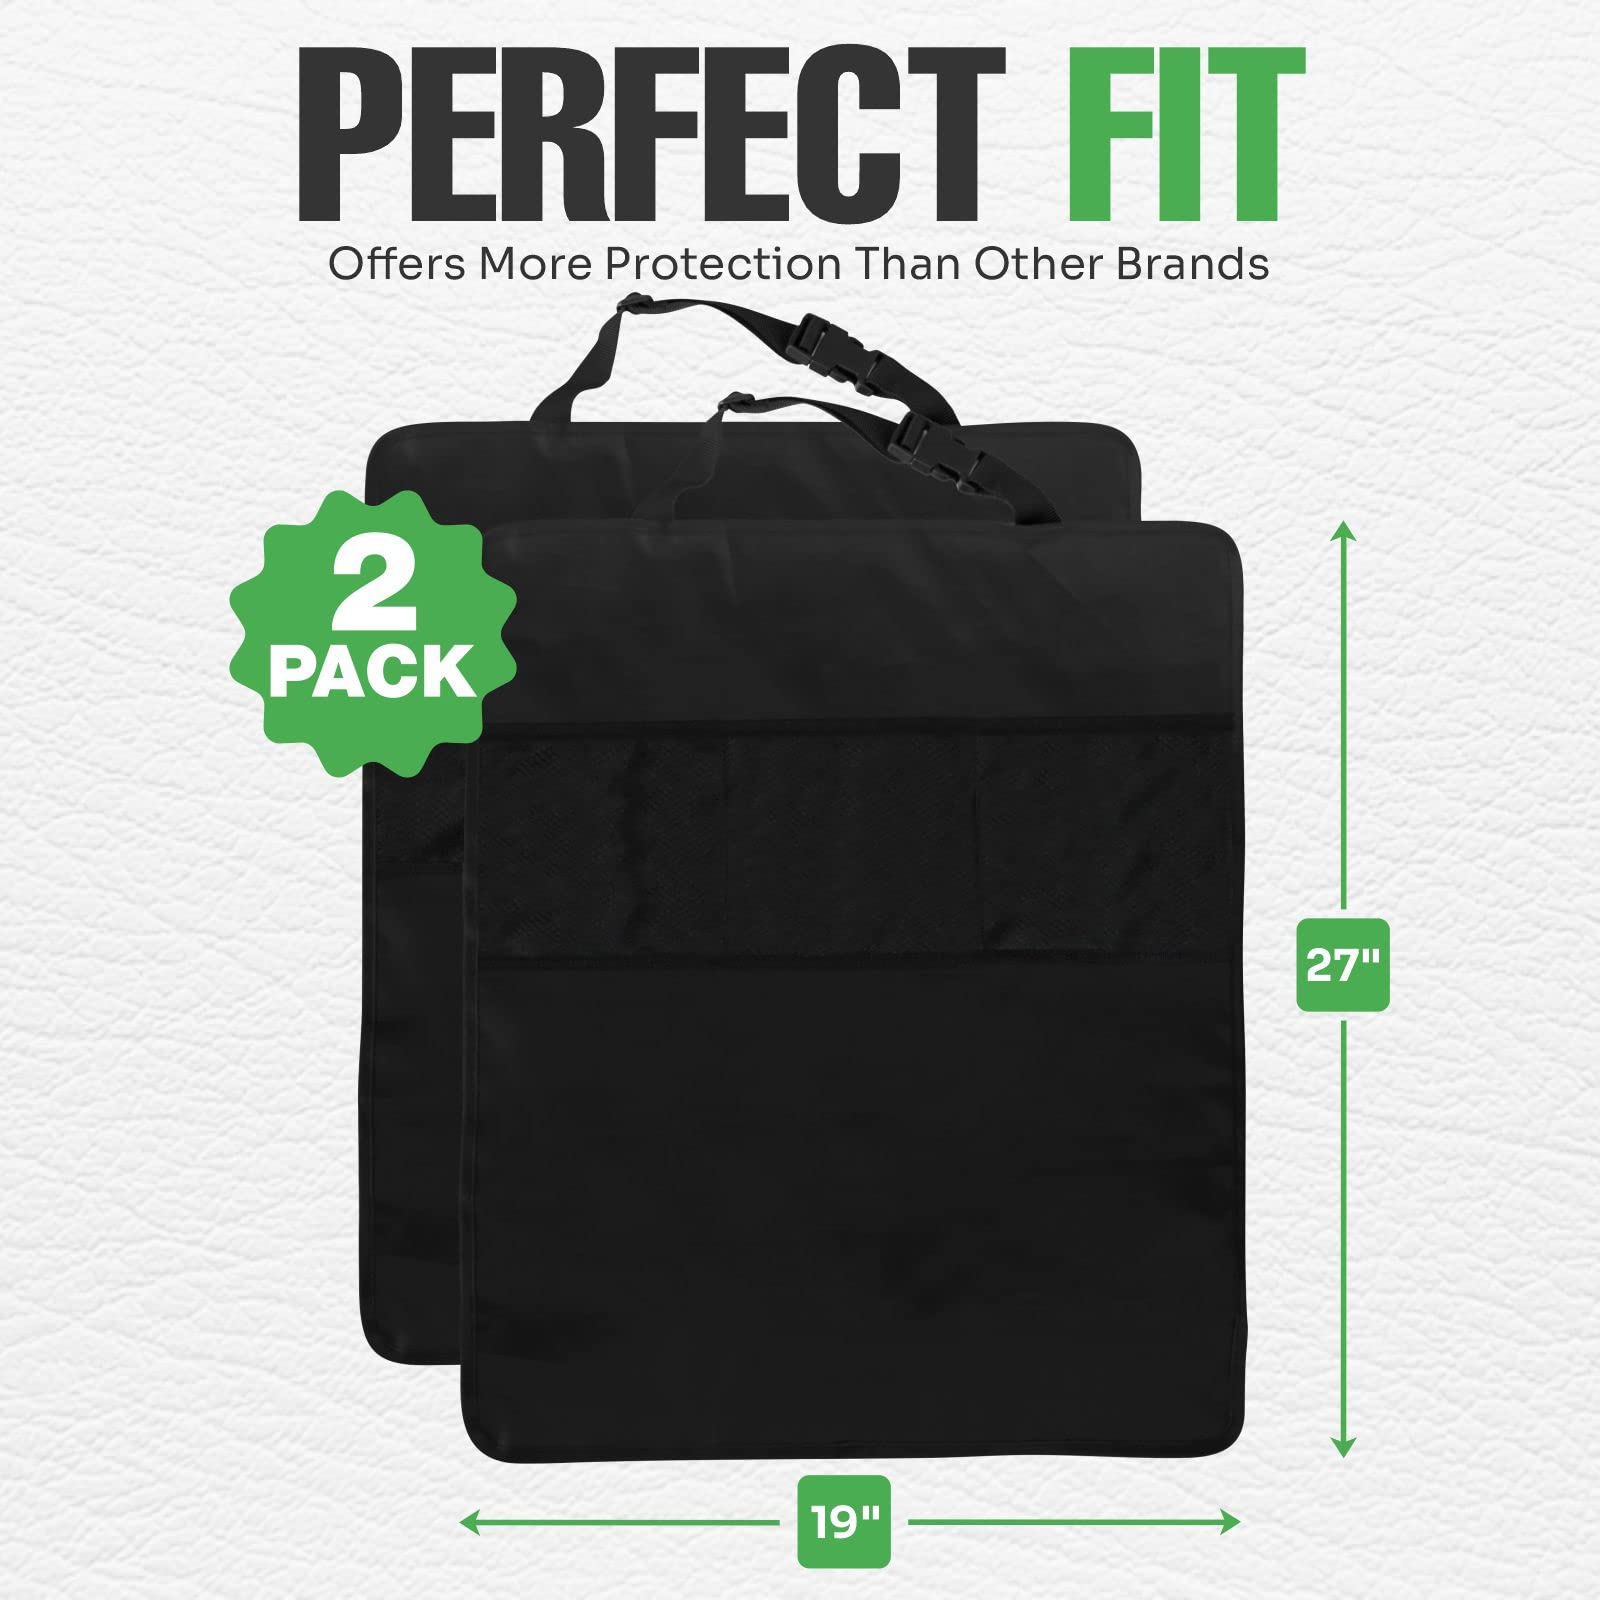 PERFECT FIT
Offers More Protection Than Other Brands
2
PACK
27"
19"